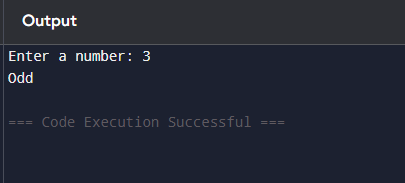 Output
Enter a number: 3
Odd
=== Code Execution Successful ===